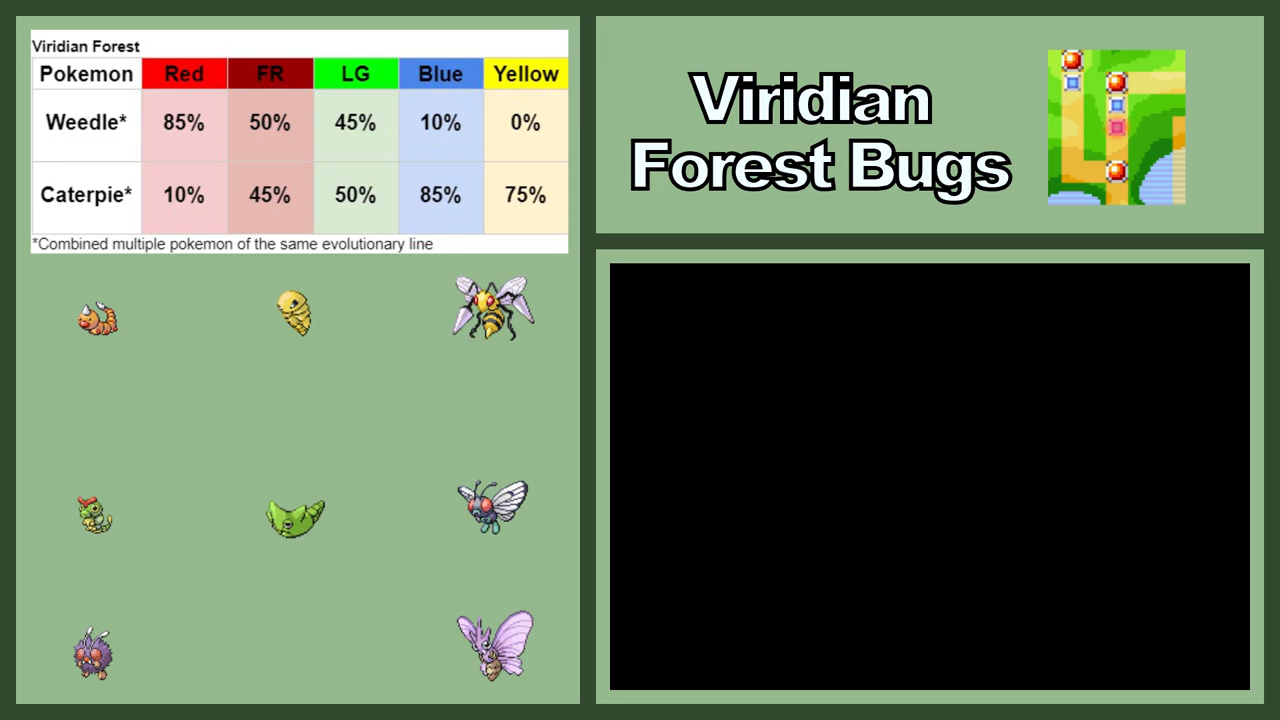 Viridian Forest
Pokemon Red FR LG Blue Yellow
Weedle* 85% 50% 45% 10% 0%
Caterpie* 10% 45% 50% 85% 75%
*Combined multiple pokemon of the same evolutionary line
Viridian
Forest Bugs